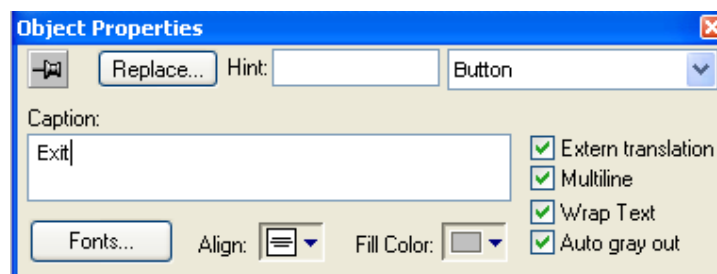 Object Properties
Replace... Hint: Button
Caption:
Exit
Extern translation
Multiline
Wrap Text
Fonts... Align: Fill Color: Auto gray out